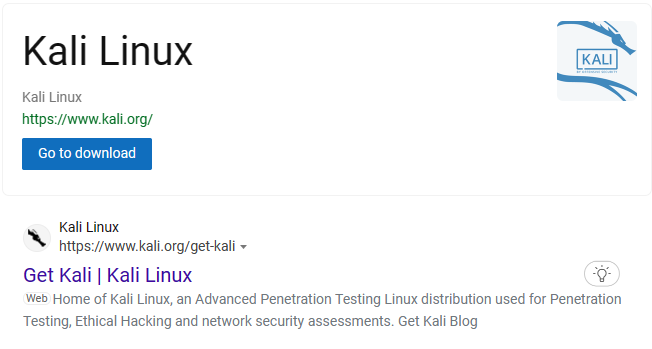 Kali Linux
KALI
BY OFFENSIVE SECURITY
Kali Linux
https://www.kali.org/
Go to download
Kali Linux
https://www.kali.org/get-kali
Get Kali | Kali Linux
Web Home of Kali Linux, an Advanced Penetration Testing Linux distribution used for Penetration
Testing, Ethical Hacking and network security assessments. Get Kali Blog